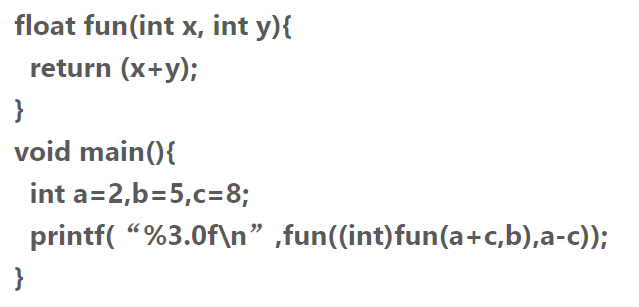 float fun(int x, int y){
  return (x+y);
}
void main(){
  int a=2,b=5,c=8;
  printf(“%3.0f\n”,fun((int)fun(a+c,b),a-c));
}